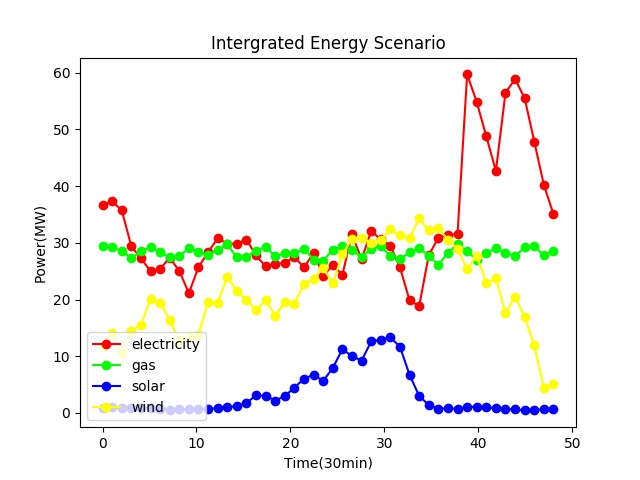 Intergrated Energy Scenario
Power(MW)
60
50
40
30
20
10
0
electricity
gas
solar
wind
0 10 20 30 40 50
Time(30min)